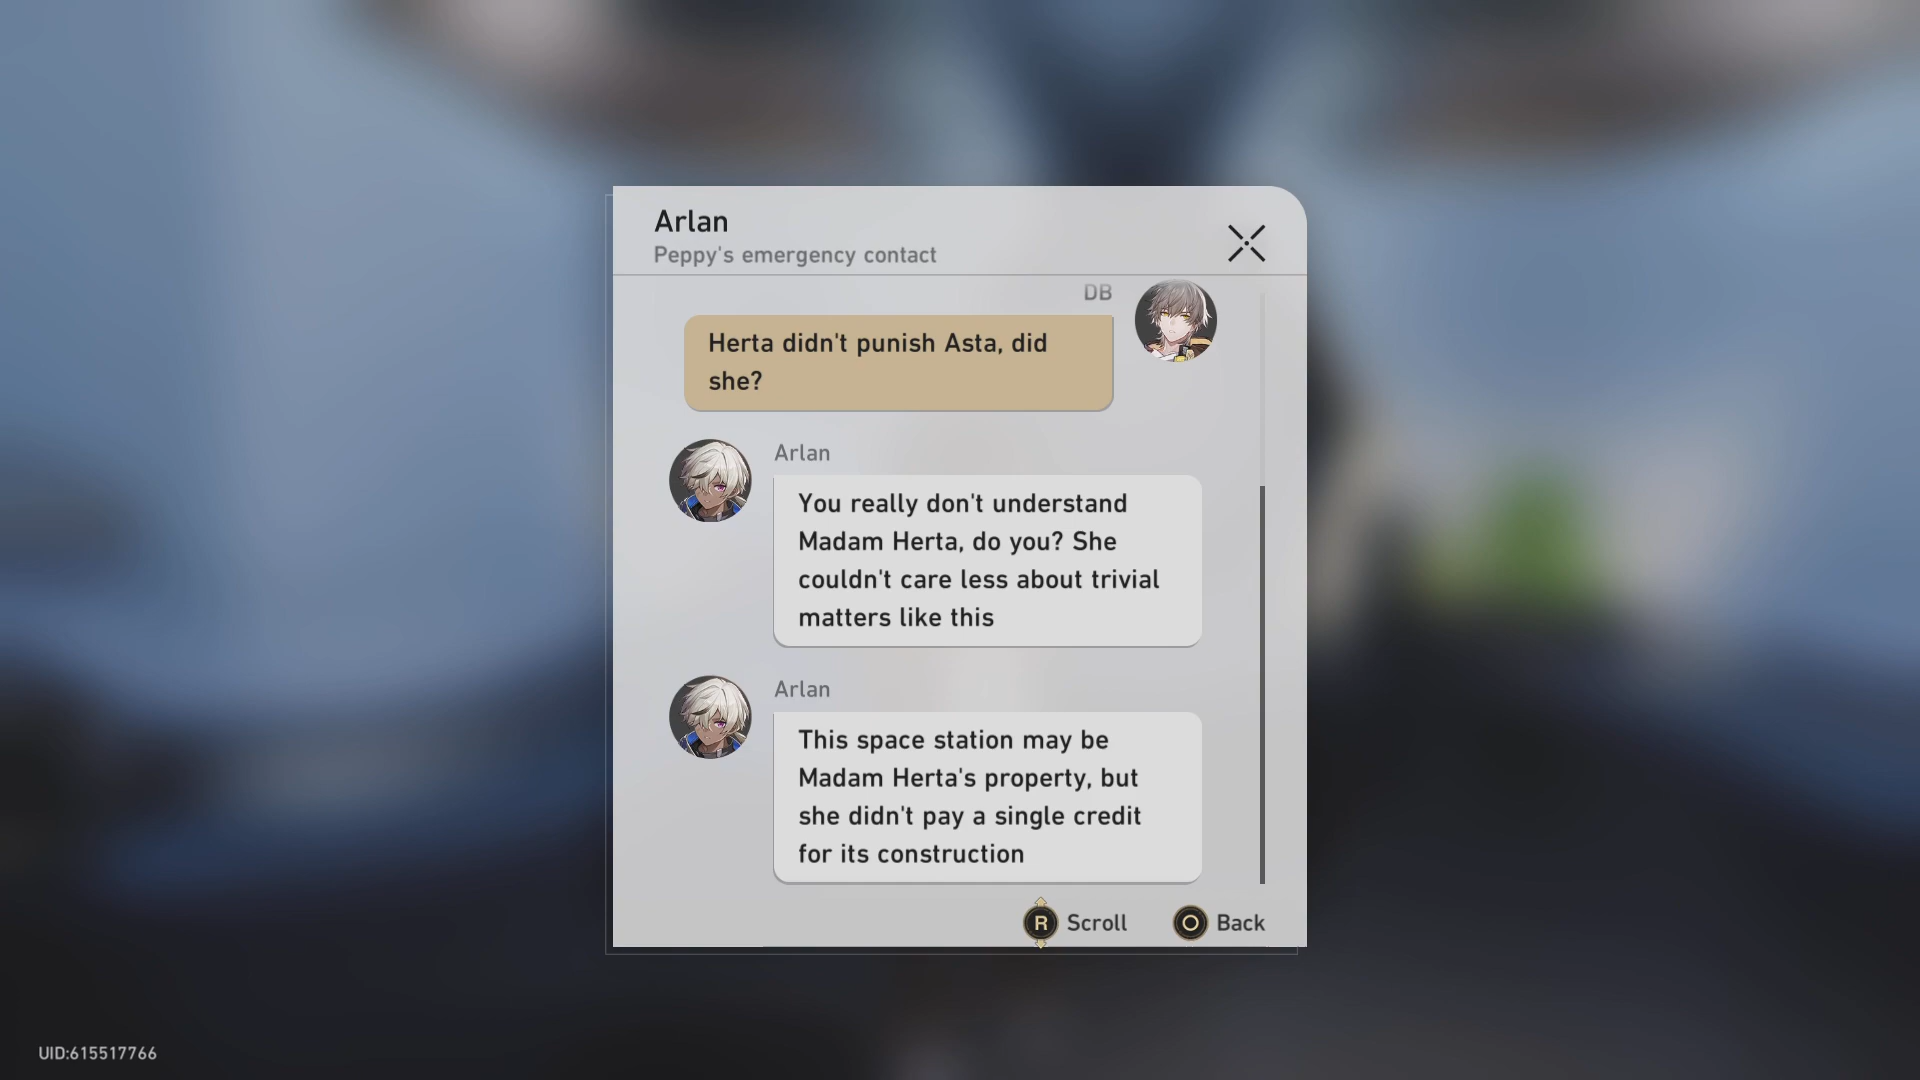 Arlan
Peppy's emergency contact
DB
Herta didn't punish Asta, did
she?
Arlan
You really don't understand
Madam Herta, do you? She
couldn't care less about trivial
matters like this
Arlan
This space station may be
Madam Herta's property, but
she didn't pay a single credit
for its construction
R Scroll
Back
UID:615517766